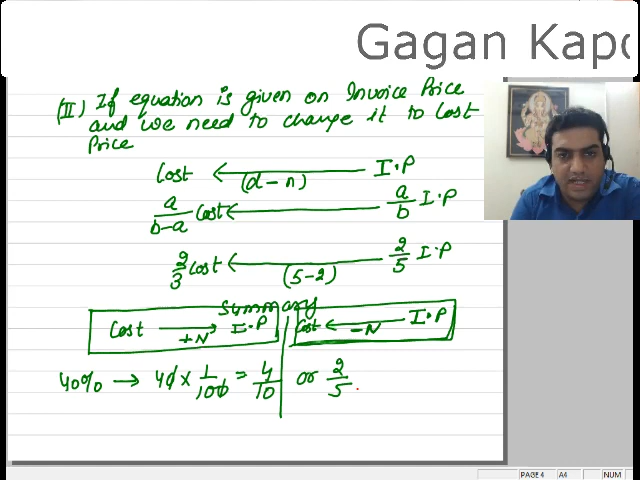 Gagan Kapo
(II) If equation is given on Invoice Price
and we need to change it to Cost
Price
Cost ← (d-n) I.P
a/b-a Cost ← a/b I.P
2/3 Cost ← (5-2) 2/5 I.P
Summary
Cost → +N I.P
Cost ← -N I.P
40% → 40 × 1/100 = 4/10 or 2/5
PAGE 4 A4 NUM